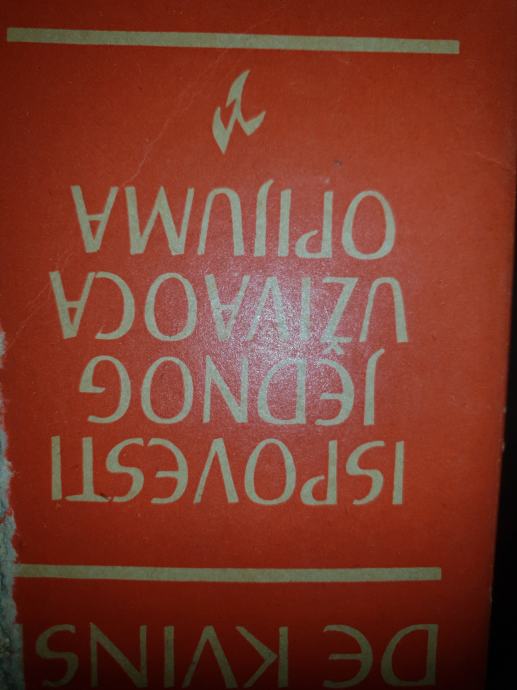 DE KVINS
ISPOVESTI
JEDNOG
UŽIVAOCA
OPIJUMA